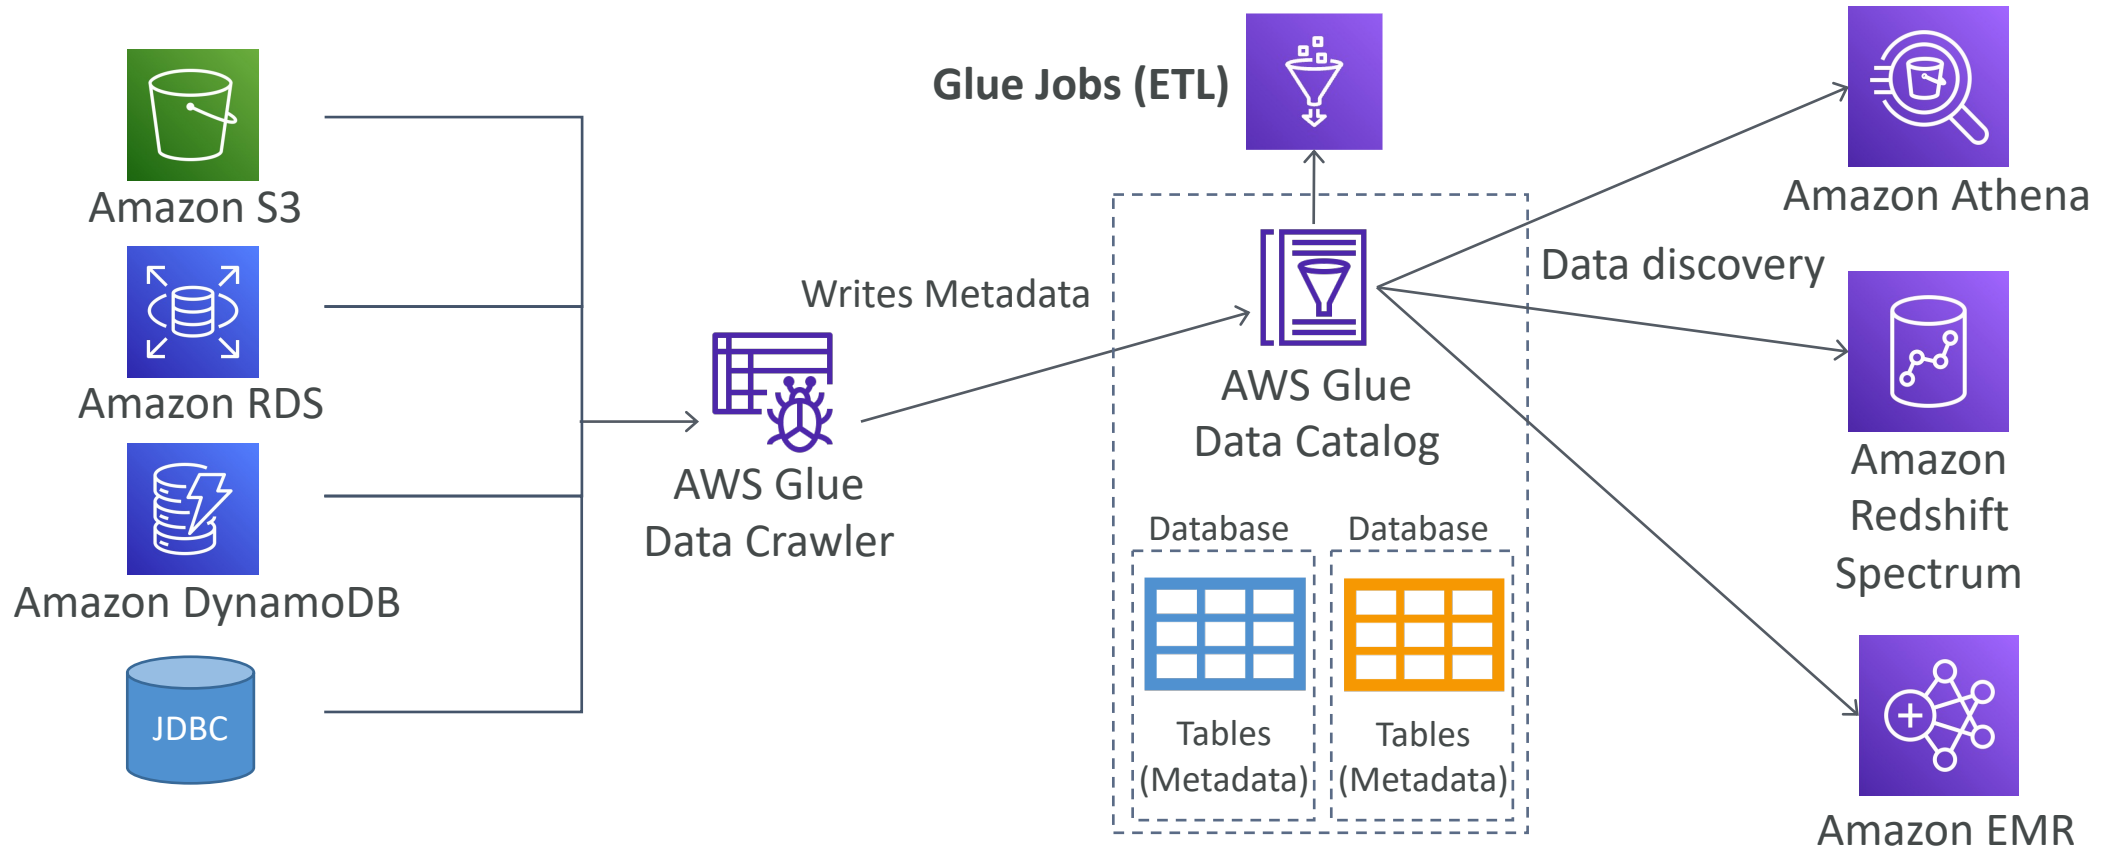 Amazon S3
Amazon RDS
Amazon DynamoDB
JDBC
AWS Glue
Data Crawler
Writes Metadata
Glue Jobs (ETL)
AWS Glue
Data Catalog
Database
Tables
(Metadata)
Database
Tables
(Metadata)
Data discovery
Amazon Athena
Amazon
Redshift
Spectrum
Amazon EMR